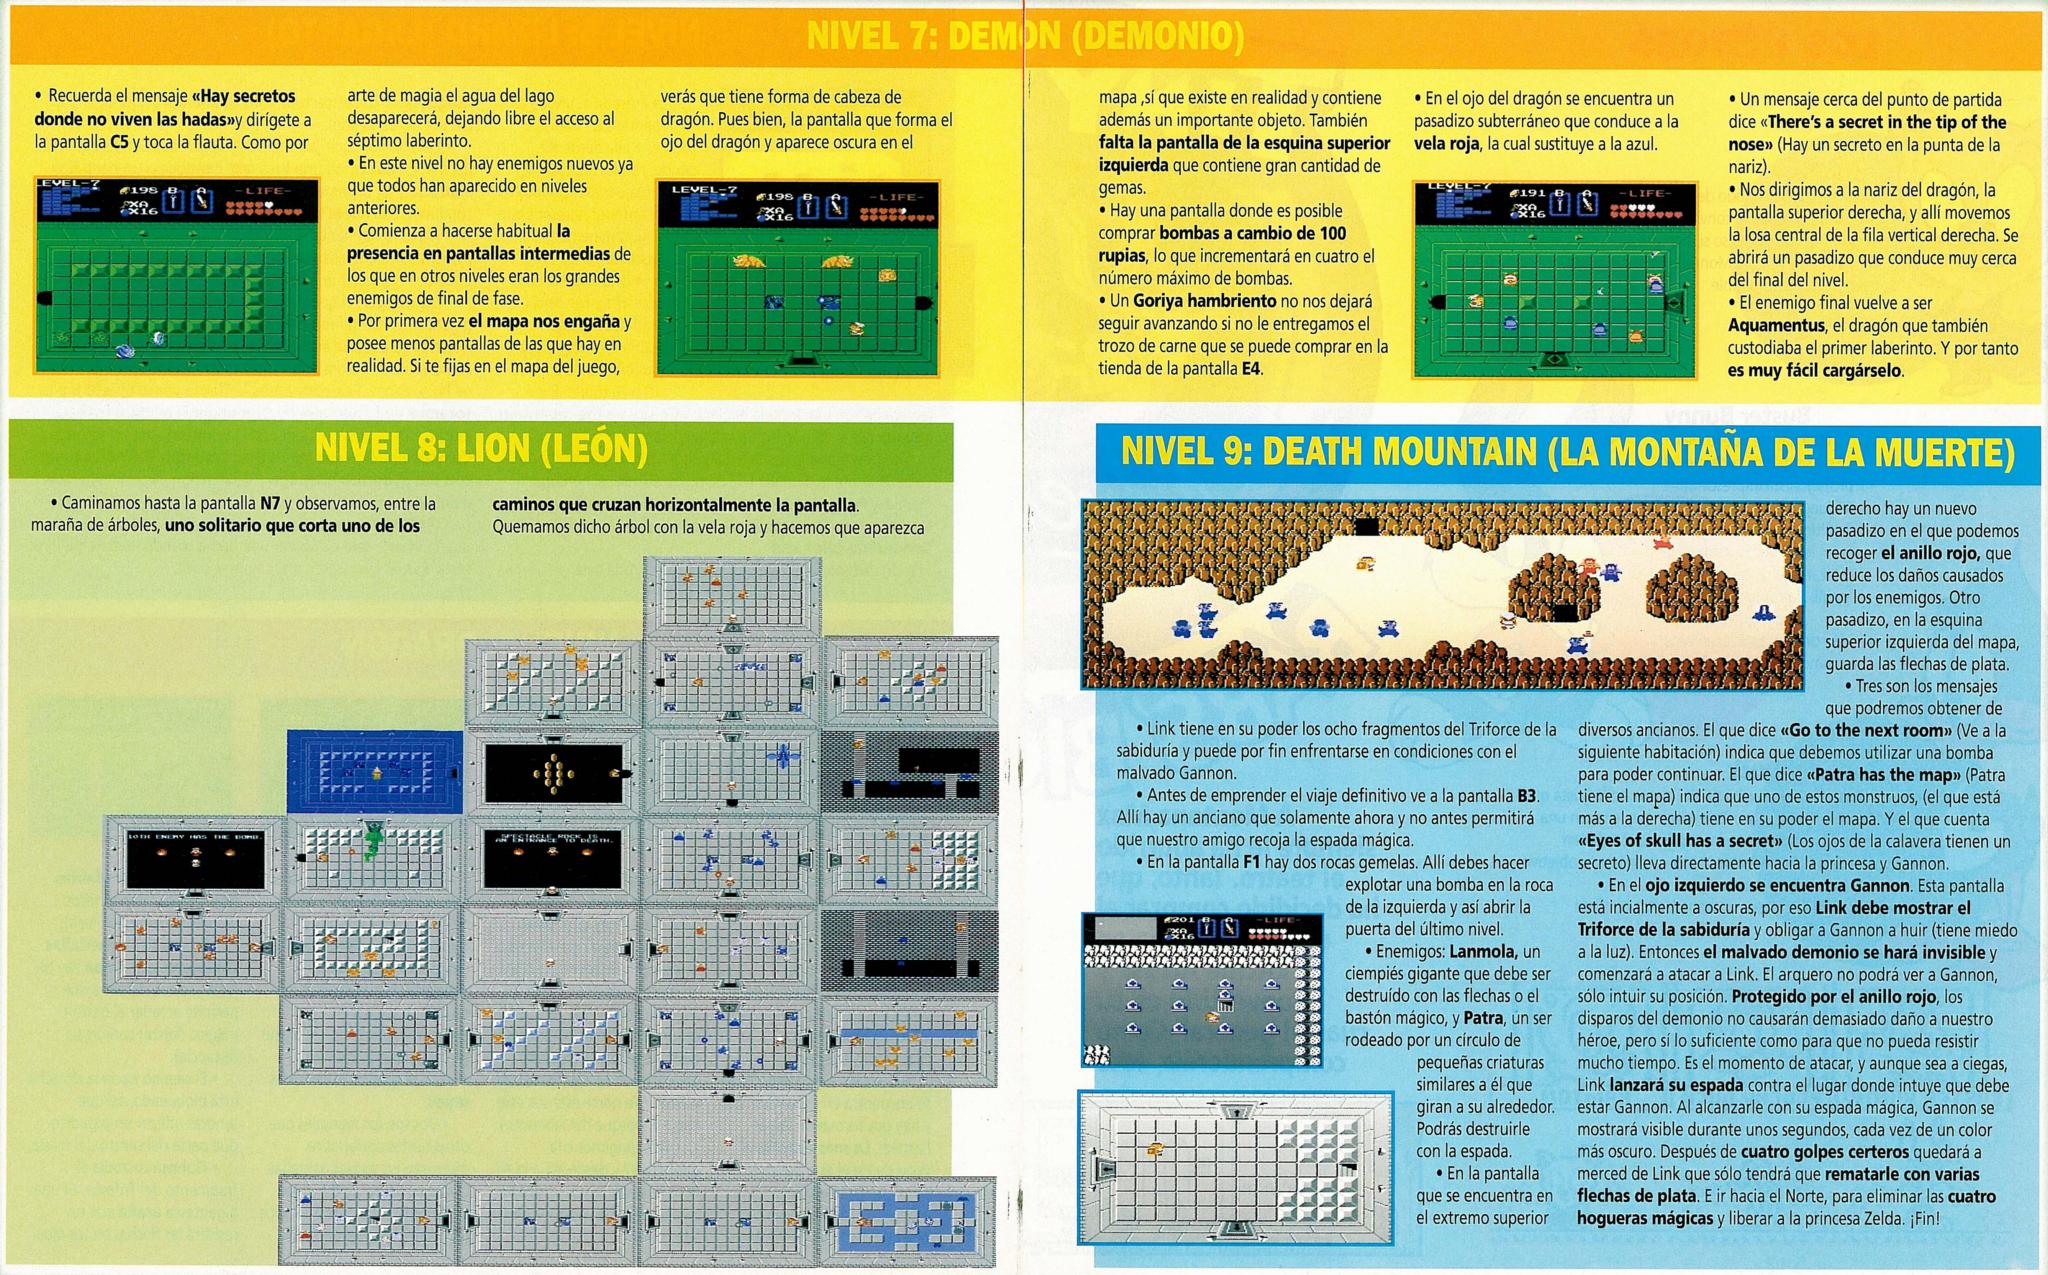 NIVEL 7: DEMON (DEMONIO)
• Recuerda el mensaje «Hay secretos
donde no viven las hadas»y dirígete a
la pantalla C5 y toca la flauta. Como por
LEVEL-7
198 B A
XA
X16
-LIFE-
arte de magia el agua del lago
desaparecerá, dejando libre el acceso al
séptimo laberinto.
• En este nivel no hay enemigos nuevos ya
que todos han aparecido en niveles
anteriores.
• Comienza a hacerse habitual la
presencia en pantallas intermedias de
los que en otros niveles eran los grandes
enemigos de final de fase.
• Por primera vez el mapa nos engaña y
posee menos pantallas de las que hay en
realidad. Si te fijas en el mapa del juego,
verás que tiene forma de cabeza de
dragón. Pues bien, la pantalla que forma el
ojo del dragón y aparece oscura en el
LEVEL-7
198 B A
XA
X16
-LIFE-
mapa ,sí que existe en realidad y contiene
además un importante objeto. También
falta la pantalla de la esquina superior
izquierda que contiene gran cantidad de
gemas.
• Hay una pantalla donde es posible
comprar bombas a cambio de 100
rupias, lo que incrementará en cuatro el
número máximo de bombas.
• Un Goriya hambriento no nos dejará
seguir avanzando si no le entregamos el
trozo de carne que se puede comprar en la
tienda de la pantalla E4.
• En el ojo del dragón se encuentra un
pasadizo subterráneo que conduce a la
vela roja, la cual sustituye a la azul.
LEVEL-7
191 B A
XA
X16
-LIFE-
• Un mensaje cerca del punto de partida
dice «There's a secret in the tip of the
nose» (Hay un secreto en la punta de la
nariz).
• Nos dirigimos a la nariz del dragón, la
pantalla superior derecha, y allí movemos
la losa central de la fila vertical derecha. Se
abrirá un pasadizo que conduce muy cerca
del final del nivel.
• El enemigo final vuelve a ser
Aquamentus, el dragón que también
custodiaba el primer laberinto. Y por tanto
es muy fácil cargárselo.
NIVEL 8: LION (LEÓN)
• Caminamos hasta la pantalla N7 y observamos, entre la
maraña de árboles, uno solitario que corta uno de los
caminos que cruzan horizontalmente la pantalla.
Quemamos dicho árbol con la vela roja y hacemos que aparezca
10TH ENEMY HAS THE BOMB.
SPECTACLE ROCK IS
AN ENTRANCE TO DEATH.
NIVEL 9: DEATH MOUNTAIN (LA MONTAÑA DE LA MUERTE)
• Link tiene en su poder los ocho fragmentos del Triforce de la
sabiduría y puede por fin enfrentarse en condiciones con el
malvado Gannon.
• Antes de emprender el viaje definitivo ve a la pantalla B3.
Allí hay un anciano que solamente ahora y no antes permitirá
que nuestro amigo recoja la espada mágica.
• En la pantalla F1 hay dos rocas gemelas. Allí debes hacer
explotar una bomba en la roca
de la izquierda y así abrir la
puerta del último nivel.
• Enemigos: Lanmola, un
ciempiés gigante que debe ser
destruído con las flechas o el
bastón mágico, y Patra, un ser
rodeado por un círculo de
pequeñas criaturas
similares a él que
giran a su alrededor.
Podrás destruirle
con la espada.
• En la pantalla
que se encuentra en
el extremo superior
201 B A
XA
X16
-LIFE-
derecho hay un nuevo
pasadizo en el que podemos
recoger el anillo rojo, que
reduce los daños causados
por los enemigos. Otro
pasadizo, en la esquina
superior izquierda del mapa,
guarda las flechas de plata.
• Tres son los mensajes
que podremos obtener de
diversos ancianos. El que dice «Go to the next room» (Ve a la
siguiente habitación) indica que debemos utilizar una bomba
para poder continuar. El que dice «Patra has the map» (Patra
tiene el mapa) indica que uno de estos monstruos, (el que está
más a la derecha) tiene en su poder el mapa. Y el que cuenta
«Eyes of skull has a secret» (Los ojos de la calavera tienen un
secreto) lleva directamente hacia la princesa y Gannon.
• En el ojo izquierdo se encuentra Gannon. Esta pantalla
está incialmente a oscuras, por eso Link debe mostrar el
Triforce de la sabiduría y obligar a Gannon a huir (tiene miedo
a la luz). Entonces el malvado demonio se hará invisible y
comenzará a atacar a Link. El arquero no podrá ver a Gannon,
sólo intuir su posición. Protegido por el anillo rojo, los
disparos del demonio no causarán demasiado daño a nuestro
héroe, pero sí lo suficiente como para que no pueda resistir
mucho tiempo. Es el momento de atacar, y aunque sea a ciegas,
Link lanzará su espada contra el lugar donde intuye que debe
estar Gannon. Al alcanzarle con su espada mágica, Gannon se
mostrará visible durante unos segundos, cada vez de un color
más oscuro. Después de cuatro golpes certeros quedará a
merced de Link que sólo tendrá que rematarle con varias
flechas de plata. E ir hacia el Norte, para eliminar las cuatro
hogueras mágicas y liberar a la princesa Zelda. ¡Fin!